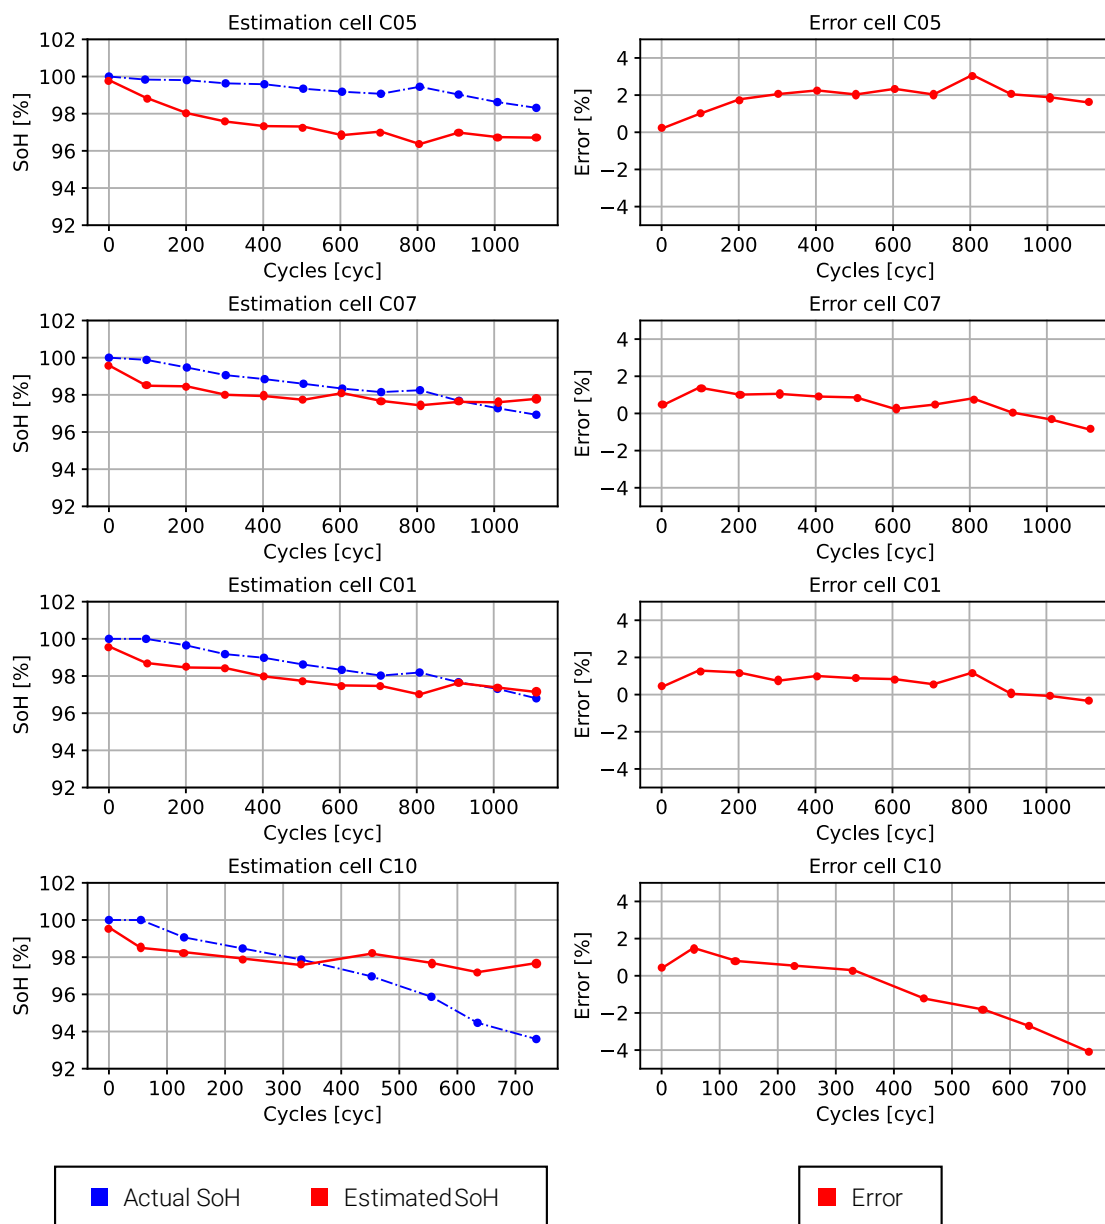 Estimation cell C05
Error cell C05
102
100
98
96
94
92
SoH [%]
0 200 400 600 800 1000
Cycles [cyc]
4
2
0
−2
−4
Error [%]
0 200 400 600 800 1000
Cycles [cyc]
Estimation cell C07
Error cell C07
102
100
98
96
94
92
SoH [%]
0 200 400 600 800 1000
Cycles [cyc]
4
2
0
−2
−4
Error [%]
0 200 400 600 800 1000
Cycles [cyc]
Estimation cell C01
Error cell C01
102
100
98
96
94
92
SoH [%]
0 200 400 600 800 1000
Cycles [cyc]
4
2
0
−2
−4
Error [%]
0 200 400 600 800 1000
Cycles [cyc]
Estimation cell C10
Error cell C10
102
100
98
96
94
92
SoH [%]
0 100 200 300 400 500 600 700
Cycles [cyc]
4
2
0
−2
−4
Error [%]
0 100 200 300 400 500 600 700
Cycles [cyc]
Actual SoH
Estimated SoH
Error